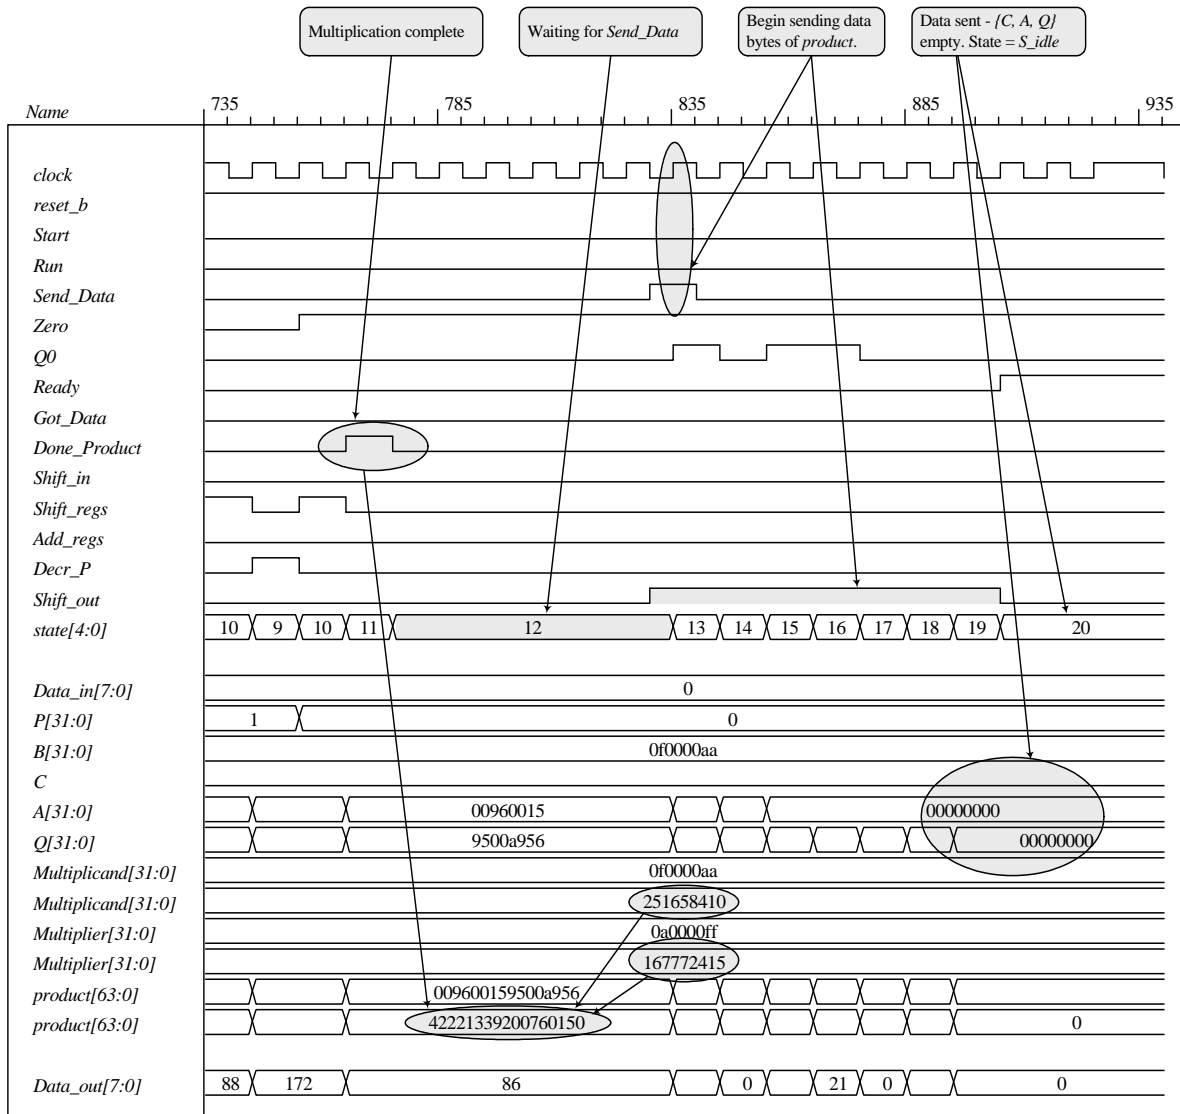 Multiplication complete
Waiting for Send_Data
Begin sending data
bytes of product.
Data sent - {C, A, Q}
empty. State = S_idle
Name 735 785 835 885 935
clock
reset_b
Start
Run
Send_Data
Zero
Q0
Ready
Got_Data
Done_Product
Shift_in
Shift_regs
Add_regs
Decr_P
Shift_out
state[4:0] 10 9 10 11 12 13 14 15 16 17 18 19 20
Data_in[7:0] 0
P[31:0] 1 0
B[31:0] 0f0000aa
C
A[31:0] 00960015 00000000
Q[31:0] 9500a956 00000000
Multiplicand[31:0] 0f0000aa
Multiplicand[31:0] 251658410
Multiplier[31:0] 0a0000ff
Multiplier[31:0] 167772415
product[63:0] 009600159500a956
product[63:0] 42221339200760150 0
Data_out[7:0] 88 172 86 0 21 0 0